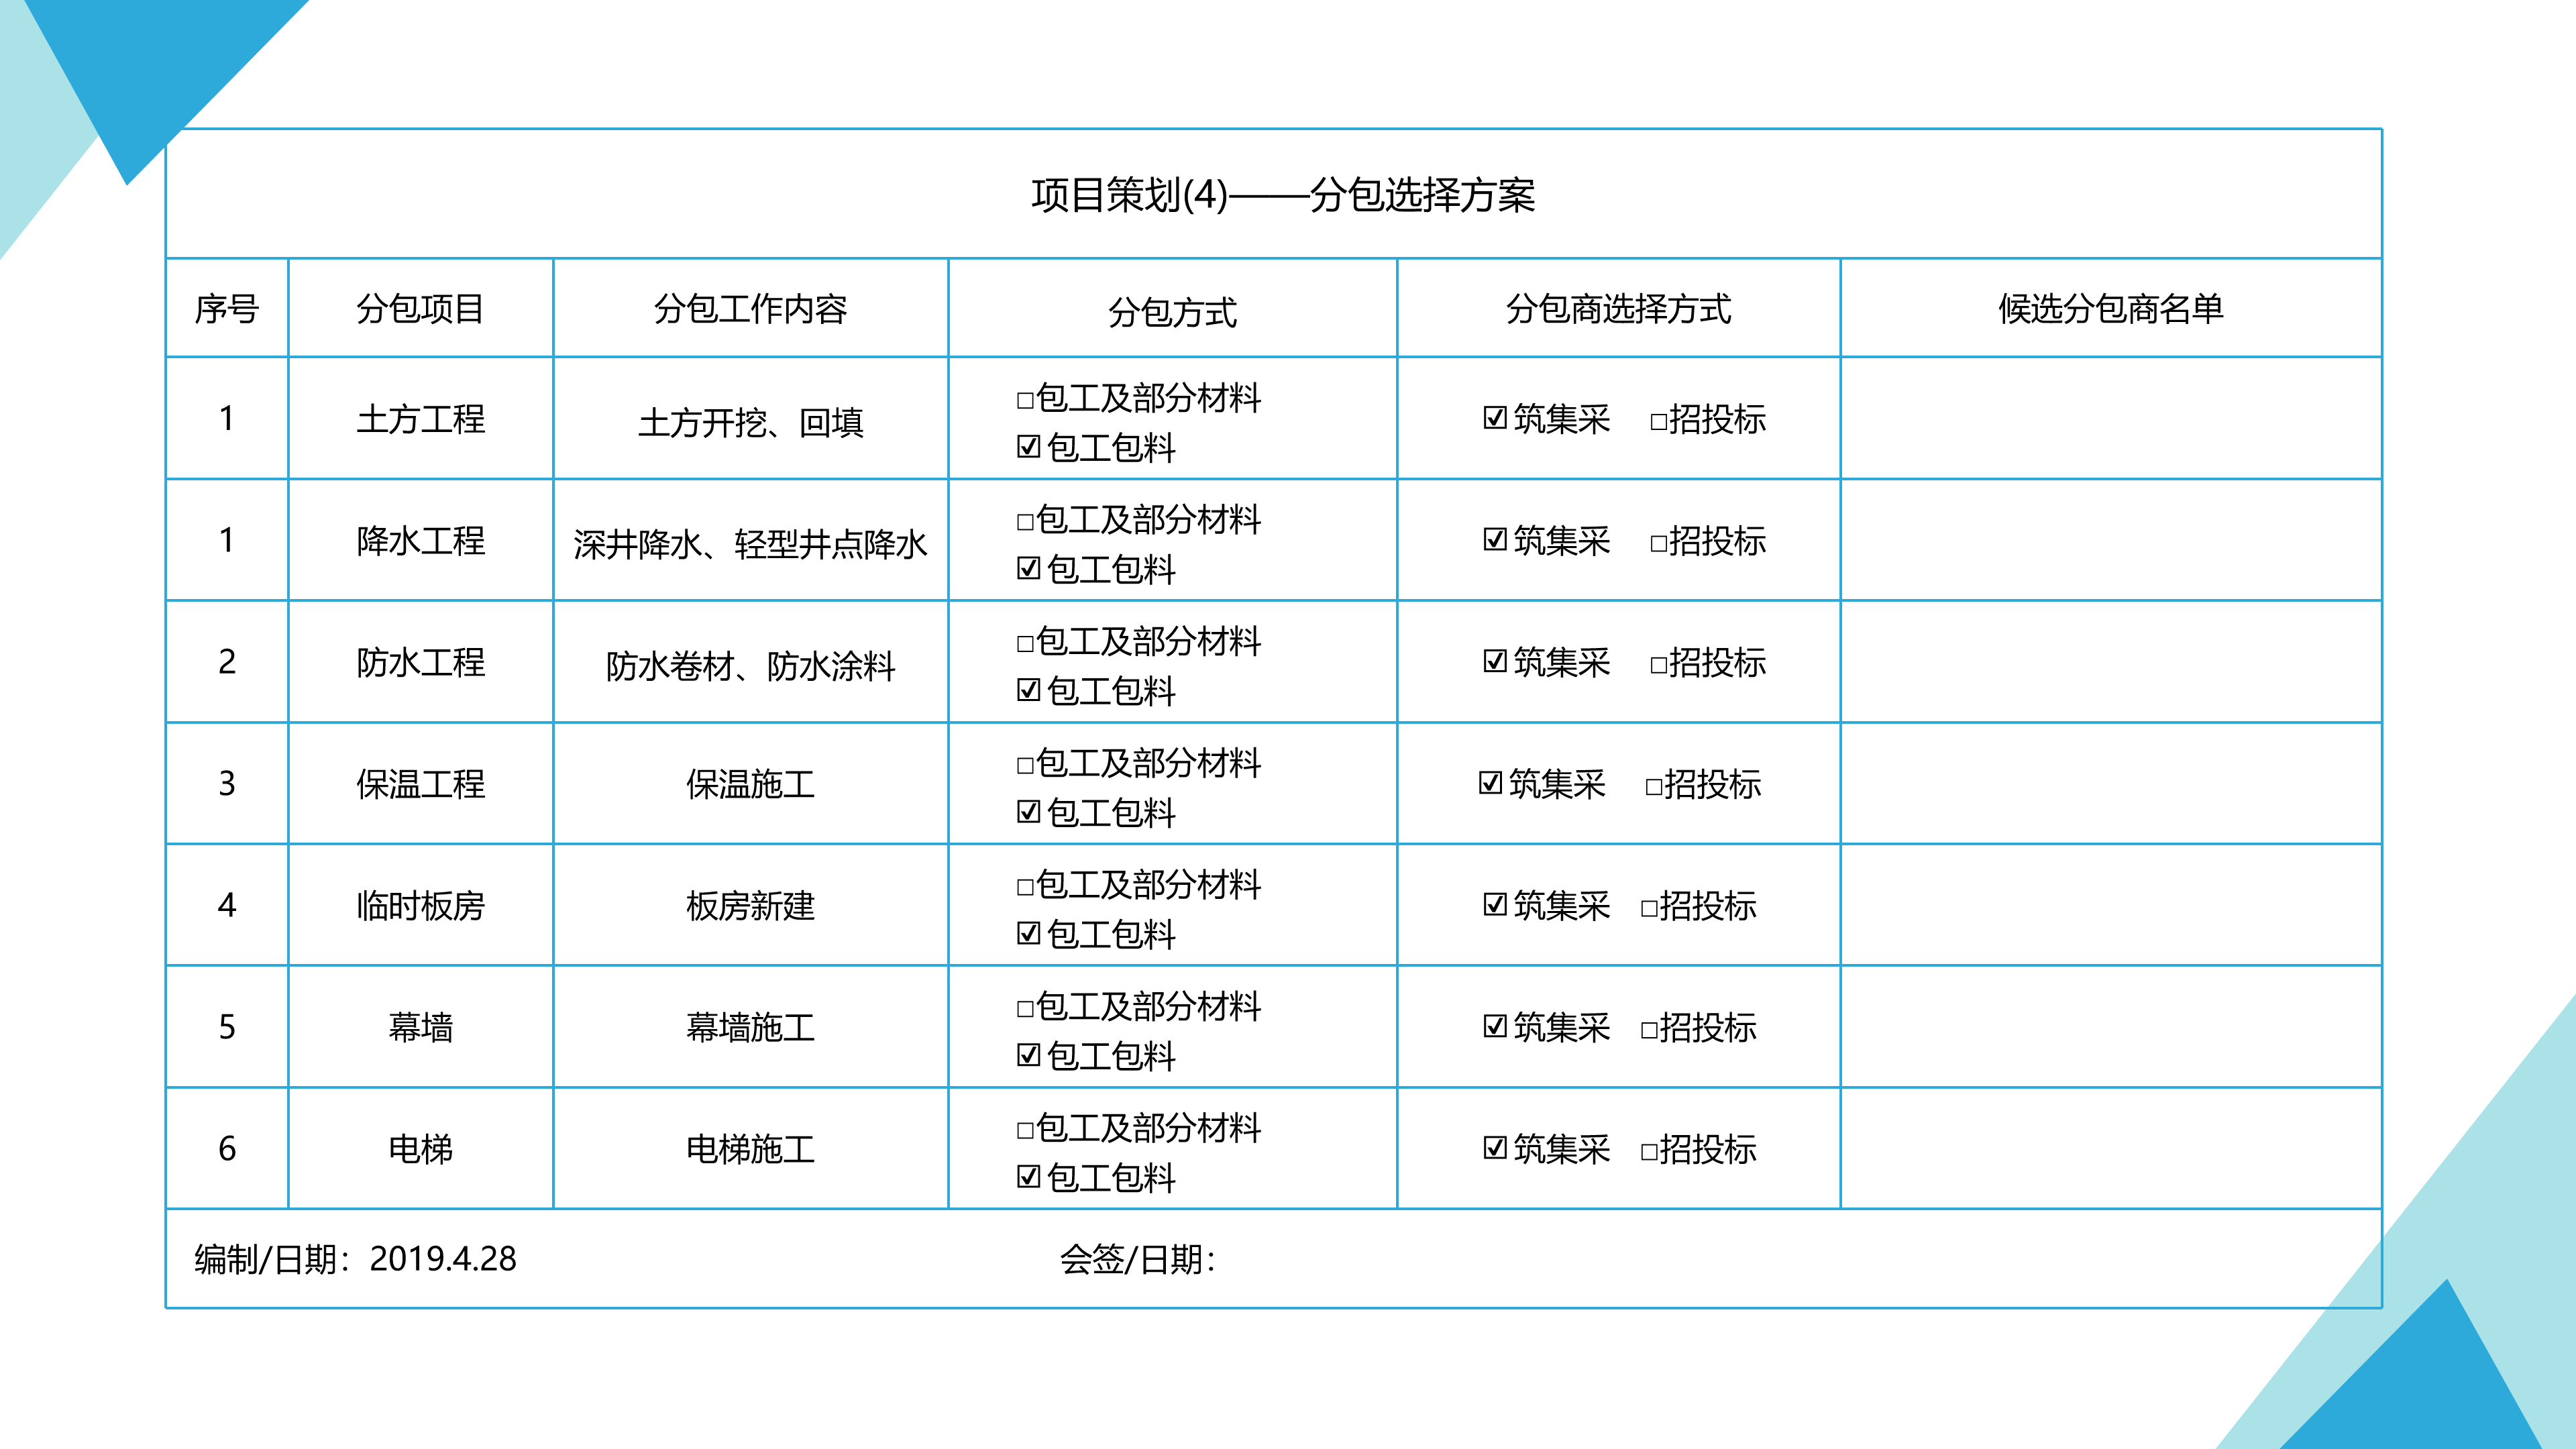 项目策划(4)——分包选择方案
序号 分包项目 分包工作内容 分包方式 分包商选择方式 候选分包商名单
1 土方工程 土方开挖、回填 □包工及部分材料 ☑筑集采 □招投标
☑包工包料
1 降水工程 深井降水、轻型井点降水 □包工及部分材料 ☑筑集采 □招投标
☑包工包料
2 防水工程 防水卷材、防水涂料 □包工及部分材料 ☑筑集采 □招投标
☑包工包料
3 保温工程 保温施工 □包工及部分材料 ☑筑集采 □招投标
☑包工包料
4 临时板房 板房新建 □包工及部分材料 ☑筑集采 □招投标
☑包工包料
5 幕墙 幕墙施工 □包工及部分材料 ☑筑集采 □招投标
☑包工包料
6 电梯 电梯施工 □包工及部分材料 ☑筑集采 □招投标
☑包工包料
编制/日期：2019.4.28 会签/日期：